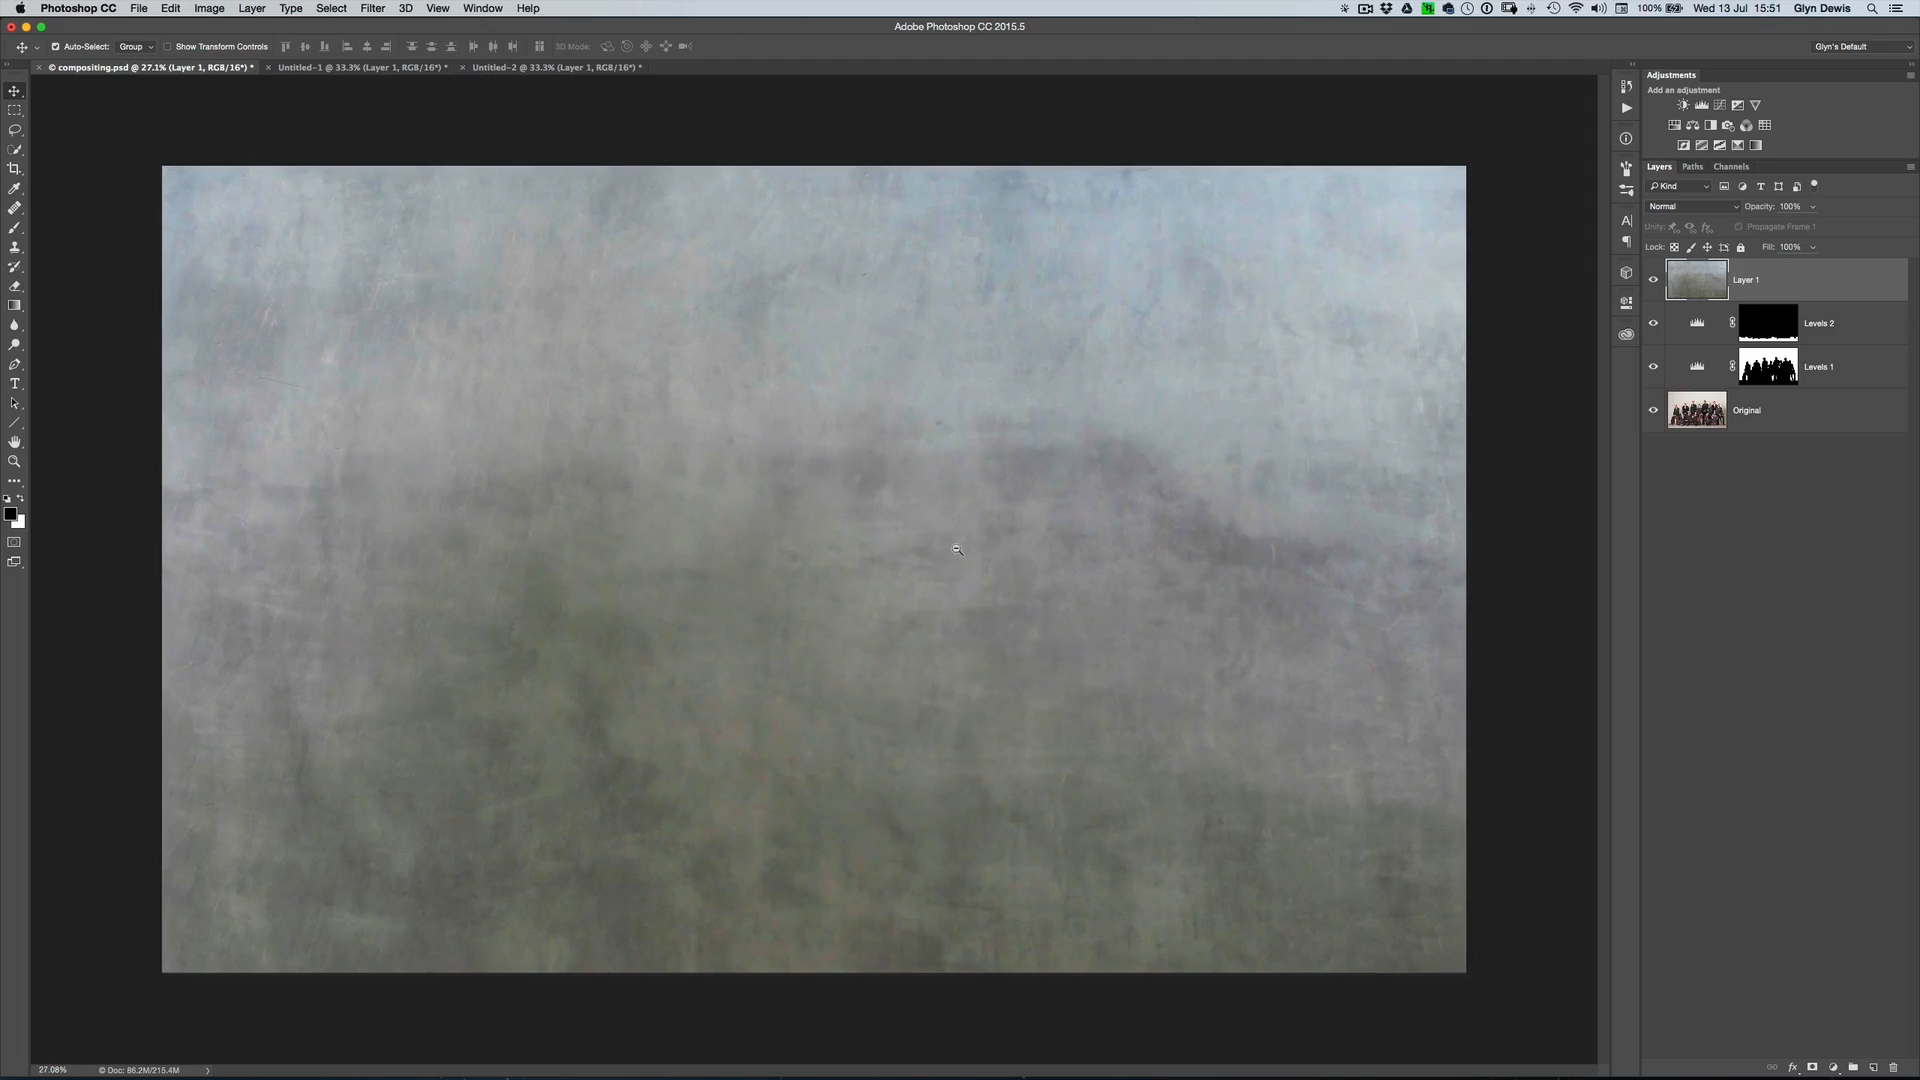 Photoshop CC File Edit Image Layer Type Select Filter 3D View Window Help 100% Wed 13 Jul 15:51 Glyn Dewis
Adobe Photoshop CC 2015.5
Auto-Select: Group Show Transform Controls 3D Mode: Glyn's Default
© compositing.psd @ 27.1% (Layer 1, RGB/16*) * Untitled-1 @ 33.3% (Layer 1, RGB/16*) * Untitled-2 @ 33.3% (Layer 1, RGB/16*) *
Adjustments
Add an adjustment
Layers Paths Channels
Kind
Normal Opacity: 100%
Unify: Propagate Frame 1
Lock: Fill: 100%
Layer 1
Levels 2
Levels 1
Original
27.08% © Doc: 86.2M/215.4M